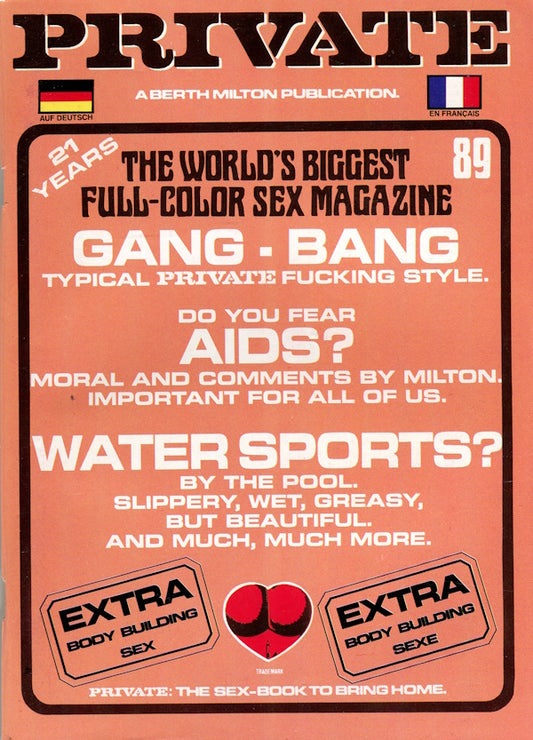 PRIVATE
A BERTH MILTON PUBLICATION.
AUF DEUTSCH
EN FRANÇAIS
21 YEARS
89
THE WORLD'S BIGGEST
FULL-COLOR SEX MAGAZINE
GANG - BANG
TYPICAL PRIVATE FUCKING STYLE.
DO YOU FEAR
AIDS?
MORAL AND COMMENTS BY MILTON.
IMPORTANT FOR ALL OF US.
WATER SPORTS?
BY THE POOL.
SLIPPERY, WET, GREASY,
BUT BEAUTIFUL.
AND MUCH, MUCH MORE.
EXTRA
BODY BUILDING
SEX
TRADEMARK
EXTRA
BODY BUILDING
SEXE
PRIVATE: THE SEX-BOOK TO BRING HOME.